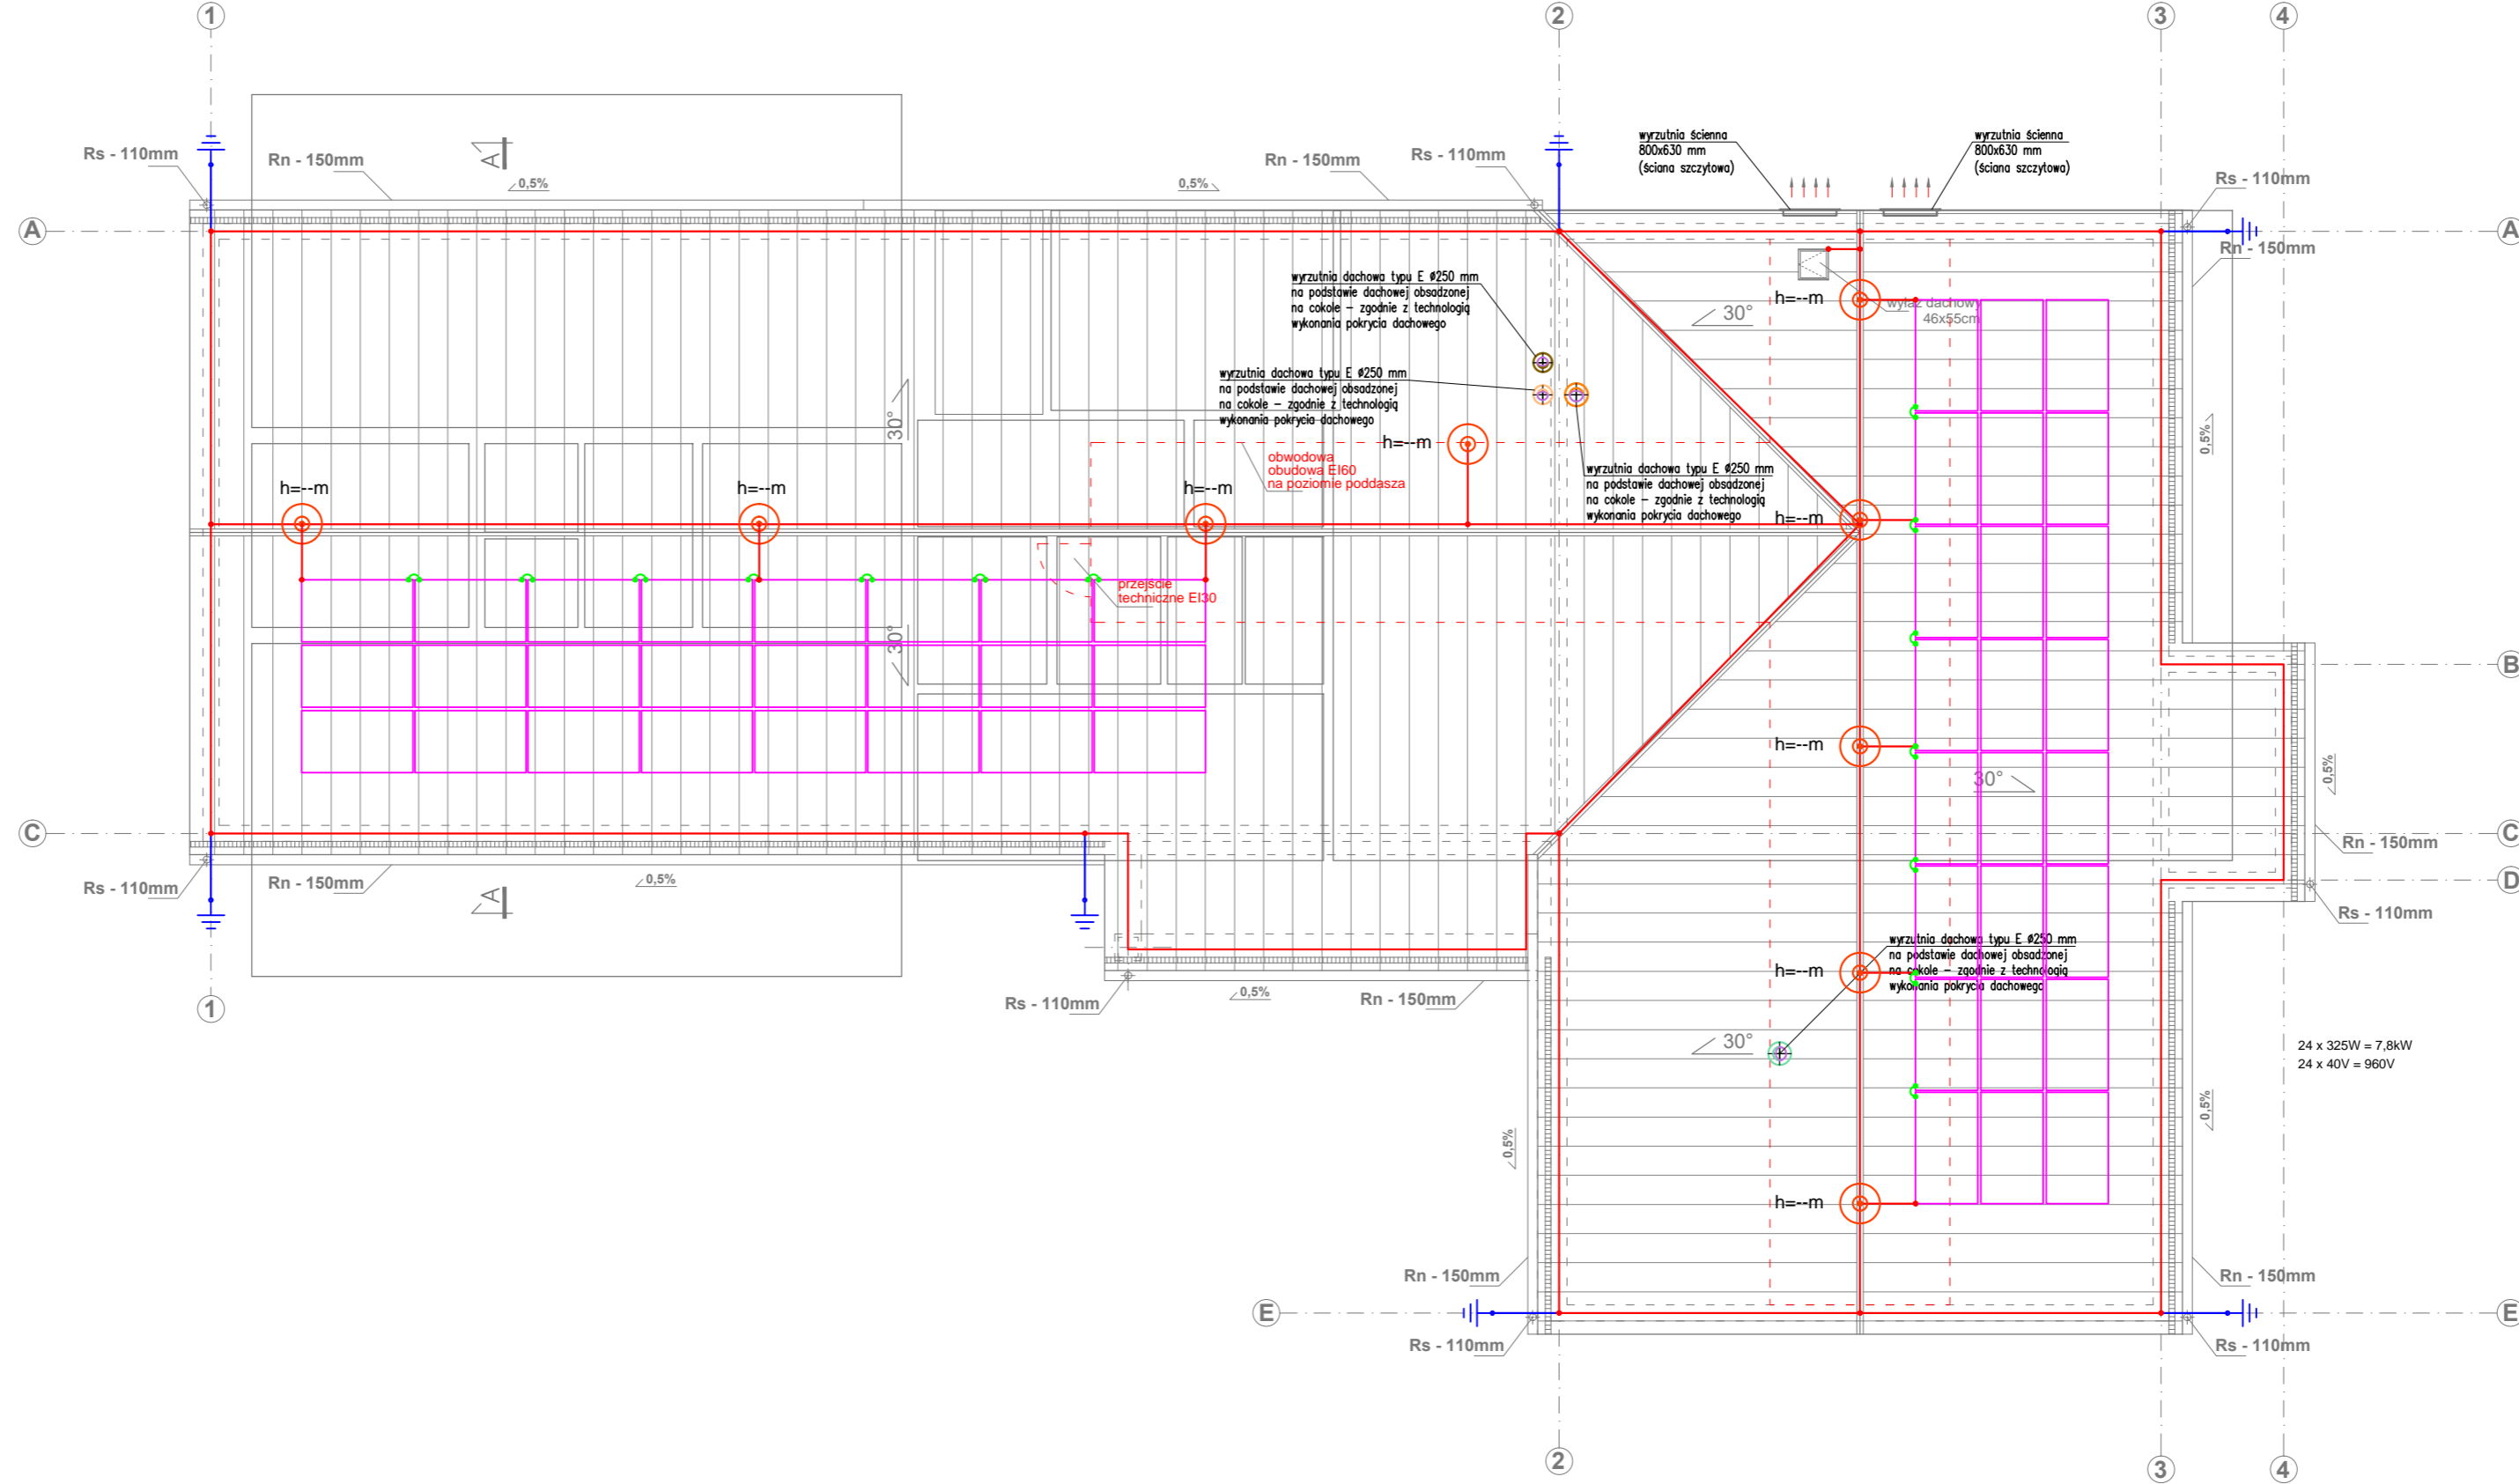 1
2
3
4
Rs - 110mm
Rn - 150mm
A
0,5%
0,5%
Rn - 150mm
Rs - 110mm
wyrzutnia ścienna
800x630 mm
(ściana szczytowa)
wyrzutnia ścienna
800x630 mm
(ściana szczytowa)
Rs - 110mm
Rn - 150mm
A
A
wyrzutnia dachowa typu E ø250 mm
na podstawie dachowej obsadzonej
na cokole – zgodnie z technologią
wykonania pokrycia dachowego
h=--m
wyłaz dachowy
46x55cm
30°
wyrzutnia dachowa typu E ø250 mm
na podstawie dachowej obsadzonej
na cokole – zgodnie z technologią
wykonania pokrycia dachowego
30°
h=--m
0,5%
obwodowa
obudowa EI60
na poziomie poddasza
wyrzutnia dachowa typu E ø250 mm
na podstawie dachowej obsadzonej
na cokole – zgodnie z technologią
wykonania pokrycia dachowego
h=--m
h=--m
h=--m
h=--m
przejście
techniczne EI30
30°
B
h=--m
30°
0,5%
C
C
Rn - 150mm
Rs - 110mm
Rn - 150mm
0,5%
A
D
Rs - 110mm
wyrzutnia dachowa typu E ø250 mm
na podstawie dachowej obsadzonej
na cokole – zgodnie z technologią
wykonania pokrycia dachowego
h=--m
Rs - 110mm
0,5%
Rn - 150mm
1
30°
24 x 325W = 7,8kW
24 x 40V = 960V
0,5%
0,5%
h=--m
Rn - 150mm
Rn - 150mm
E
E
Rs - 110mm
Rs - 110mm
2
3
4